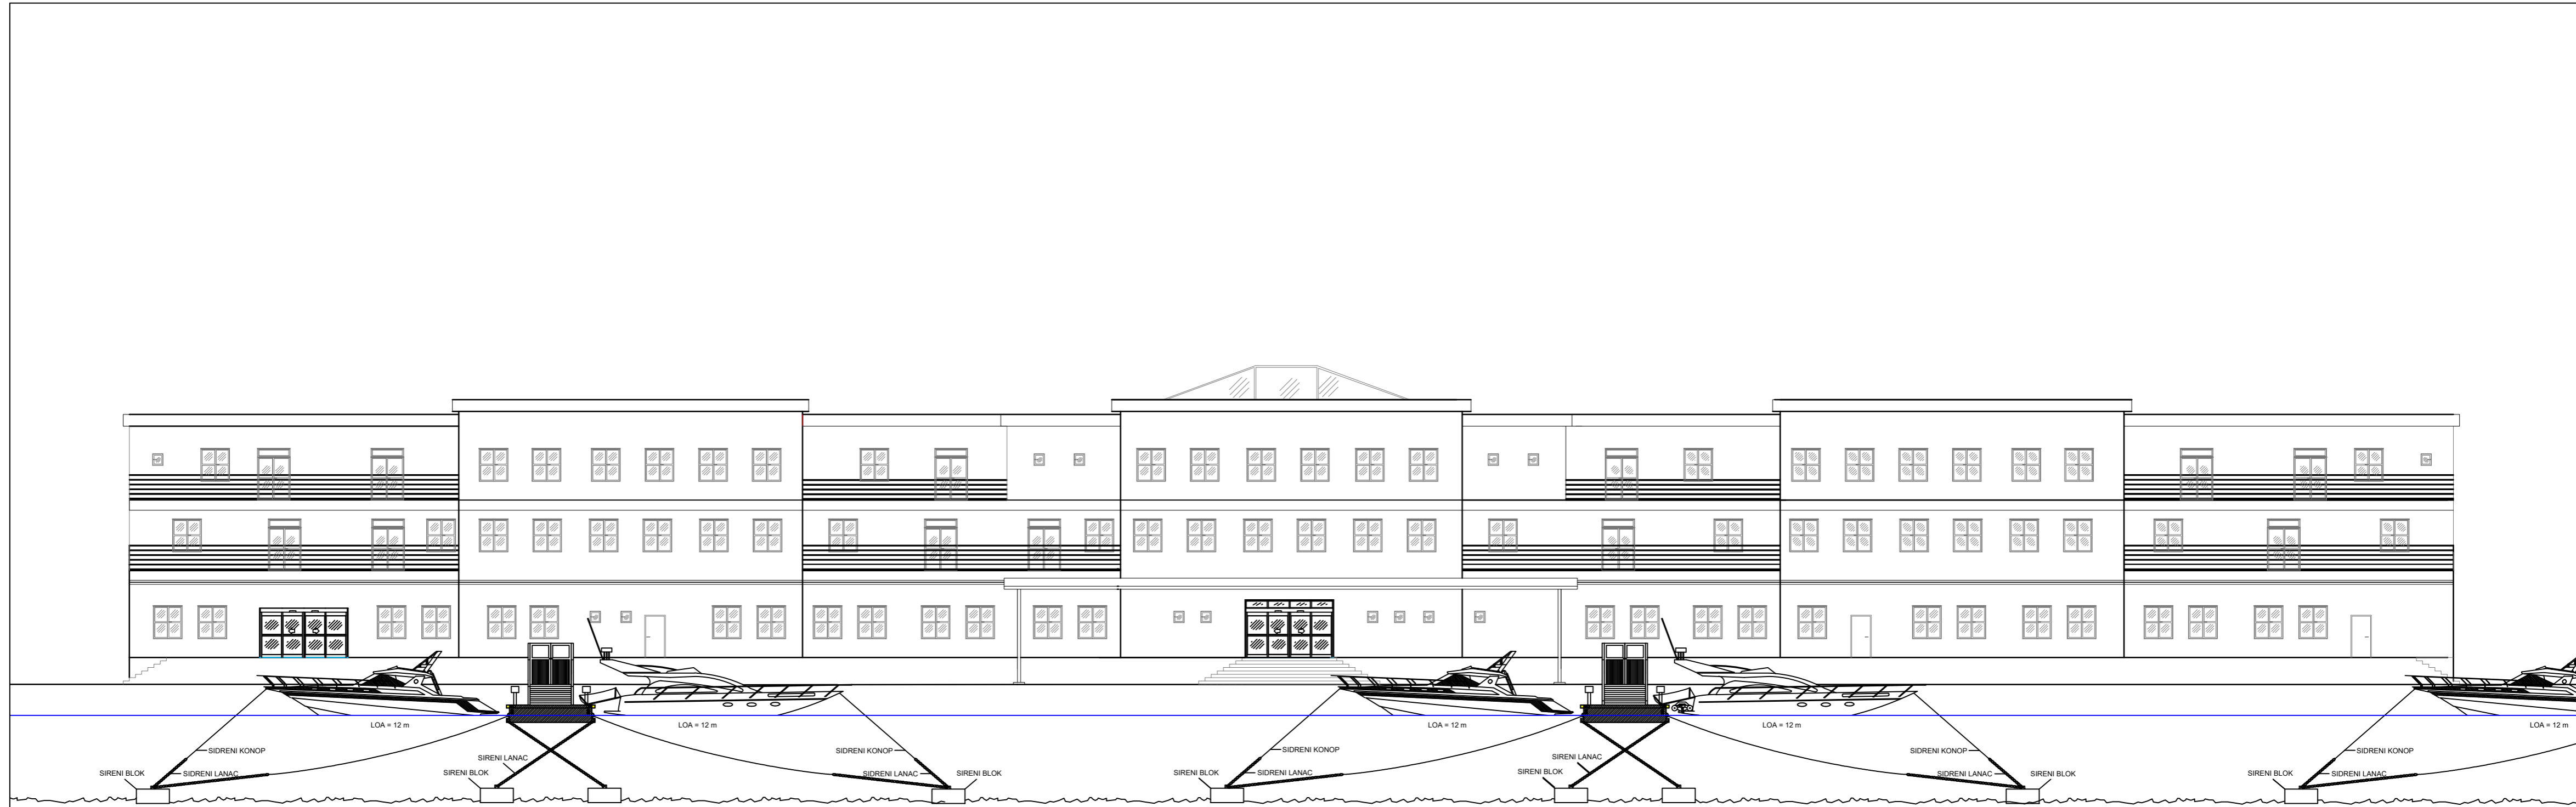 LOA = 12 m
LOA = 12 m
LOA = 12 m
LOA = 12 m
LOA = 12 m
SIDRENI KONOP
SIDRENI KONOP
SIDRENI KONOP
SIDRENI KONOP
SIDRENI KONOP
SIRENI LANAC
SIRENI LANAC
SIRENI BLOK
SIDRENI LANAC
SIRENI BLOK
SIDRENI LANAC
SIRENI BLOK
SIRENI BLOK
SIDRENI LANAC
SIRENI BLOK
SIDRENI LANAC
SIRENI BLOK
SIRENI BLOK
SIDRENI LANAC